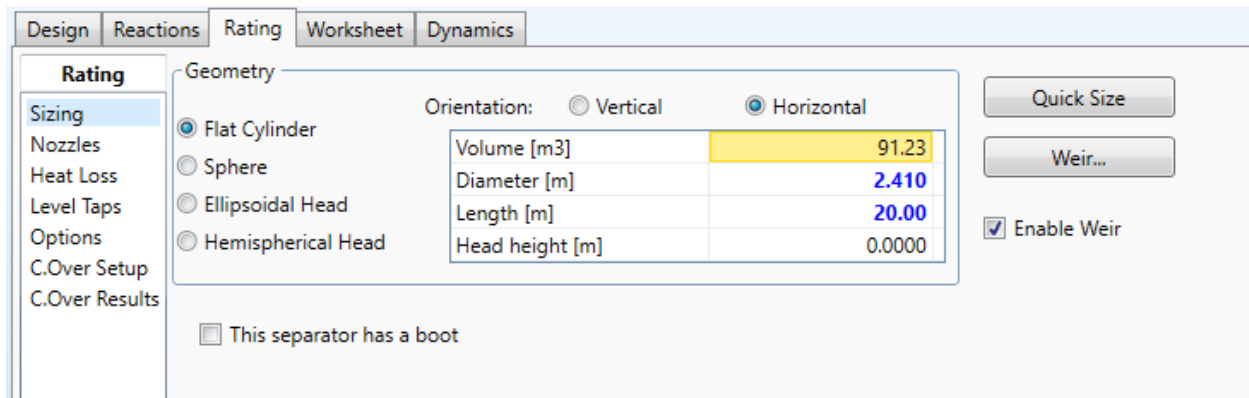 Design Reactions Rating Worksheet Dynamics
Rating
Sizing
Nozzles
Heat Loss
Level Taps
Options
C.Over Setup
C.Over Results
Geometry
Flat Cylinder
Sphere
Ellipsoidal Head
Hemispherical Head
Orientation: Vertical Horizontal
Volume [m3] 91.23
Diameter [m] 2.410
Length [m] 20.00
Head height [m] 0.0000
This separator has a boot
Quick Size
Weir...
Enable Weir